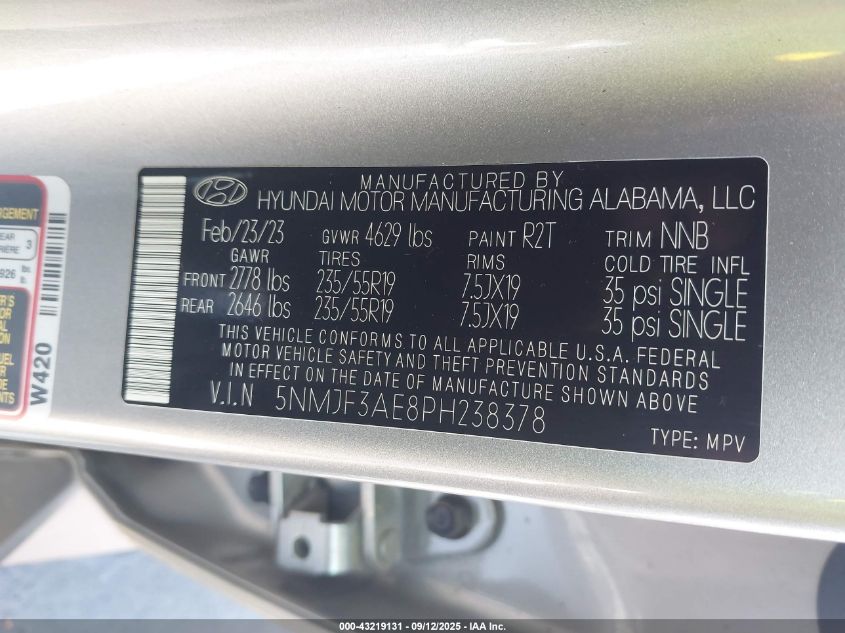 MANUFACTURED BY
HYUNDAI MOTOR MANUFACTURING ALABAMA, LLC
Feb/23/23 GVWR 4629 lbs PAINT R2T TRIM NNB
GAWR TIRES RIMS COLD TIRE INFL
FRONT 2778 lbs 235/55R19 7.5JX19 35 psi SINGLE
REAR 2646 lbs 235/55R19 7.5JX19 35 psi SINGLE
THIS VEHICLE CONFORMS TO ALL APPLICABLE U.S.A. FEDERAL
MOTOR VEHICLE SAFETY AND THEFT PREVENTION STANDARDS
IN EFFECT ON THE DATE OF MANUFACTURE SHOWN ABOVE
V.I.N 5NMJF3AE8PH238378
TYPE: MPV
3
926 lbs.
W420
000-43219131 - 09/12/2025 - IAA Inc.